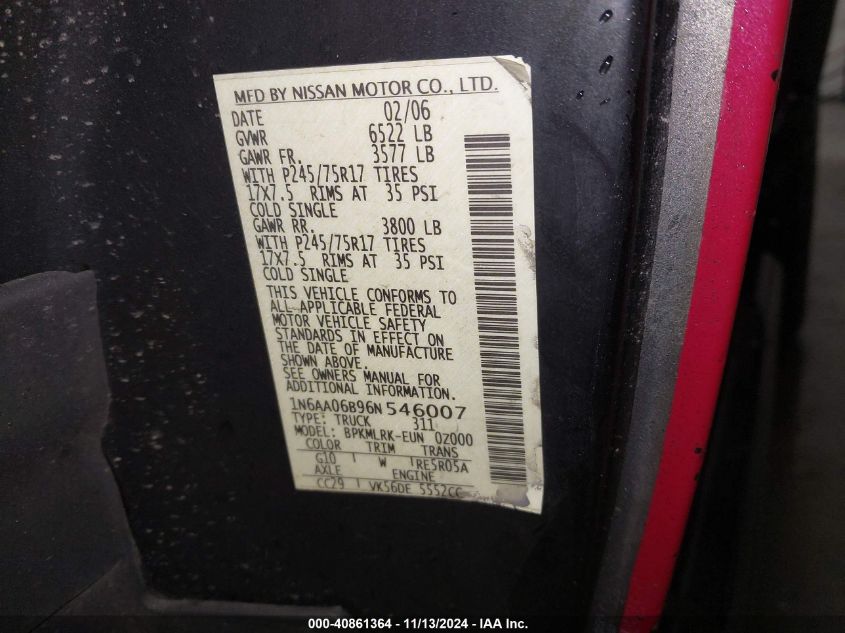 MFD BY NISSAN MOTOR CO., LTD.
DATE 02/06
GVWR 6522 LB
GAWR FR. 3577 LB
WITH P245/75R17 TIRES
17X7.5 RIMS AT 35 PSI
COLD SINGLE
GAWR RR. 3800 LB
WITH P245/75R17 TIRES
17X7.5 RIMS AT 35 PSI
COLD SINGLE
THIS VEHICLE CONFORMS TO
ALL APPLICABLE FEDERAL
MOTOR VEHICLE SAFETY
STANDARDS IN EFFECT ON
THE DATE OF MANUFACTURE
SHOWN ABOVE.
SEE OWNERS MANUAL FOR
ADDITIONAL INFORMATION.
1N6AA06B96N546007
TYPE: TRUCK 311
MODEL: BPKMLRK-EUN 0Z000
COLOR TRIM TRANS
G10 W RE5R05A
AXLE ENGINE
CC29 VK56DE 5552CC
000-40861364 - 11/13/2024 - IAA Inc.